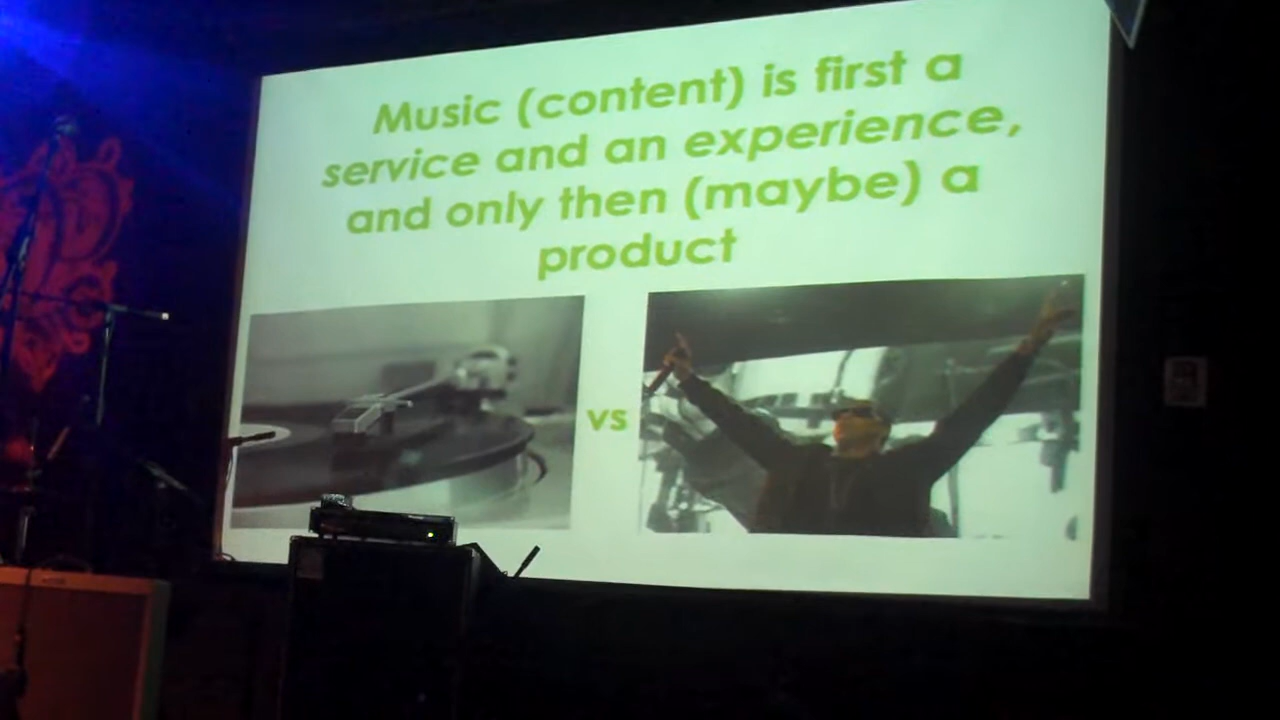 Music (content) is first a
service and an experience,
and only then (maybe) a
product
vs